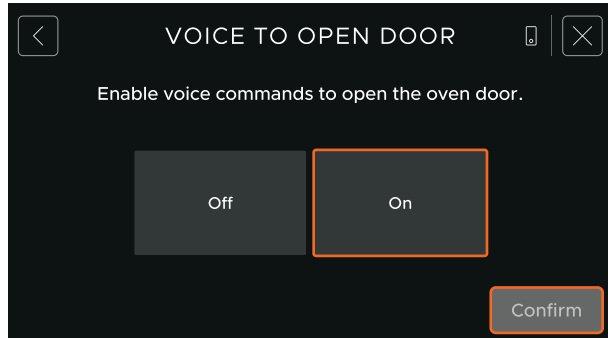 VOICE TO OPEN DOOR
Enable voice commands to open the oven door.
Off
On
Confirm